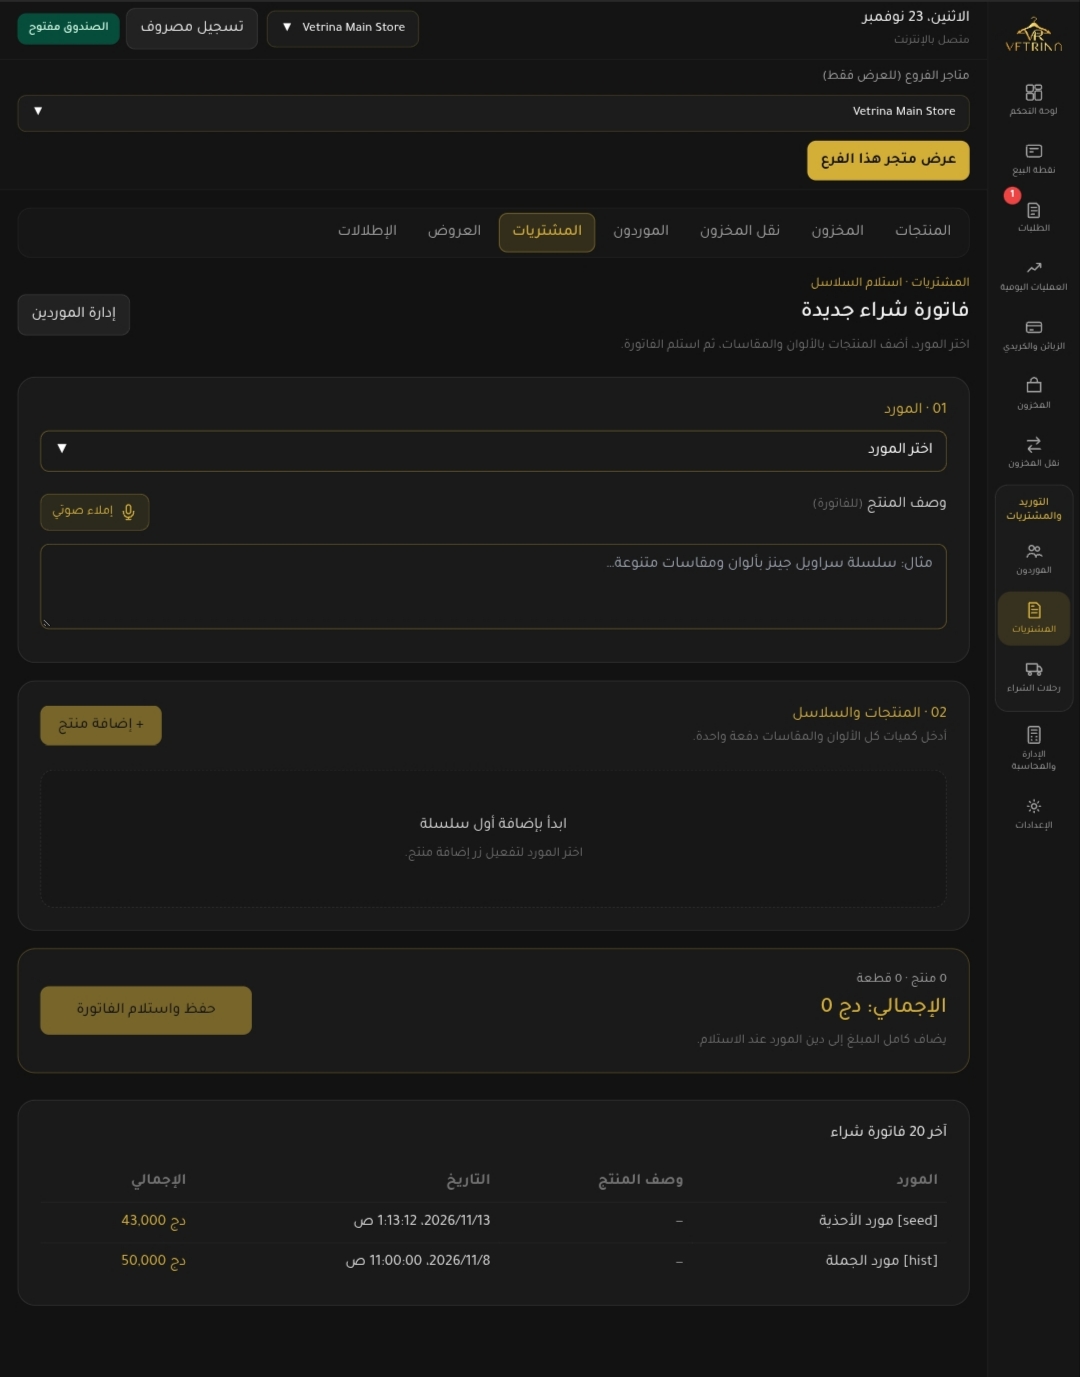 VETRINA
لوحة التحكم
نقطة البيع
1
الطلبات
العمليات اليومية
الزبائن والكريدي
المخزون
نقل المخزون
التوريد
والمشتريات
الموردون
المشتريات
رحلات الشراء
الإدارة
والمحاسبة
الإعدادات
الاثنين، 23 نوفمبر
متصل بالإنترنت
Vetrina Main Store
تسجيل مصروف
الصندوق مفتوح
متاجر الفروع (للعرض فقط)
Vetrina Main Store
عرض متجر هذا الفرع
المنتجات المخزون نقل المخزون الموردون المشتريات العروض الإطلالات
المشتريات · استلام السلاسل
فاتورة شراء جديدة
اختر المورد، أضف المنتجات بالألوان والمقاسات، ثم استلم الفاتورة.
إدارة الموردين
01 · المورد
اختر المورد
وصف المنتج (للفاتورة)
إملاء صوتي
مثال: سلسلة سراويل جينز بألوان ومقاسات متنوعة...
02 · المنتجات والسلاسل
أدخل كميات كل الألوان والمقاسات دفعة واحدة.
+ إضافة منتج
ابدأ بإضافة أول سلسلة
اختر المورد لتفعيل زر إضافة منتج.
0 منتج · 0 قطعة
الإجمالي: دج 0
يضاف كامل المبلغ إلى دين المورد عند الاستلام.
حفظ واستلام الفاتورة
آخر 20 فاتورة شراء
المورد وصف المنتج التاريخ الإجمالي
[seed] مورد الأحذية – 2026/11/13، 1:13:12 ص دج 43,000
[hist] مورد الجملة – 2026/11/8، 11:00:00 ص دج 50,000